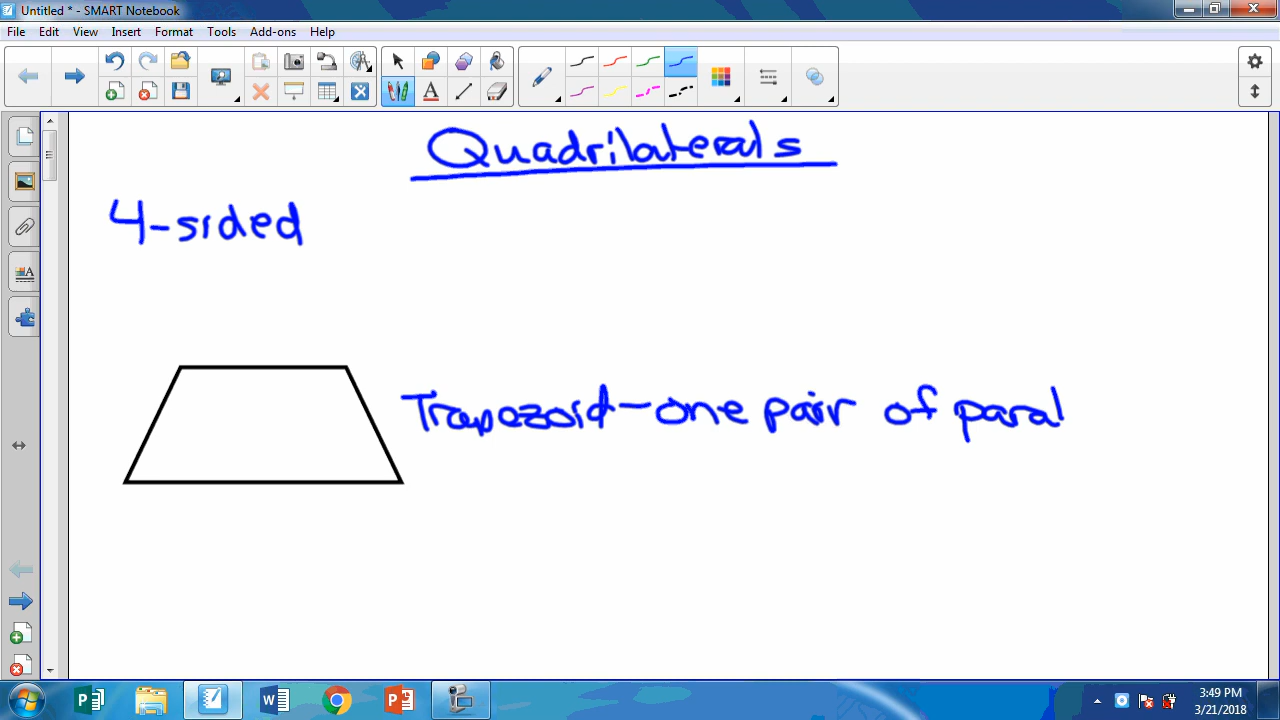 Untitled * - SMART Notebook
File Edit View Insert Format Tools Add-ons Help
Quadrilaterals
4-sided
Trapezoid-one pair of paral
3:49 PM
3/21/2018